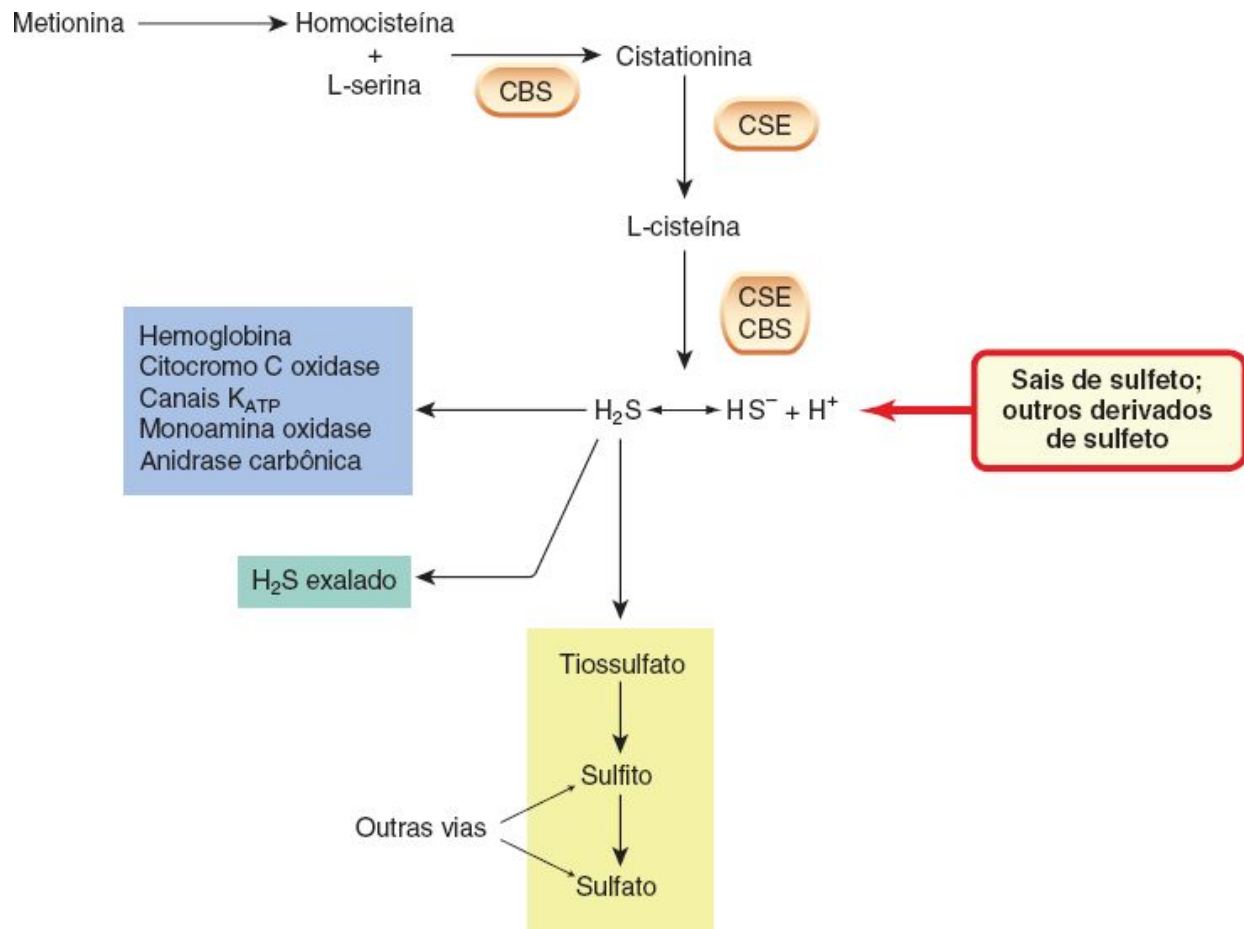 Metionina
Homocisteína
+
L-serina
CBS
Cistationina
CSE
L-cisteína
CSE
CBS
Hemoglobina
Citocromo C oxidase
Canais K_ATP
Monoamina oxidase
Anidrase carbônica
H₂S
HS⁻ + H⁺
Sais de sulfeto;
outros derivados
de sulfeto
H₂S exalado
Tiossulfato
Sulfito
Outras vias
Sulfato